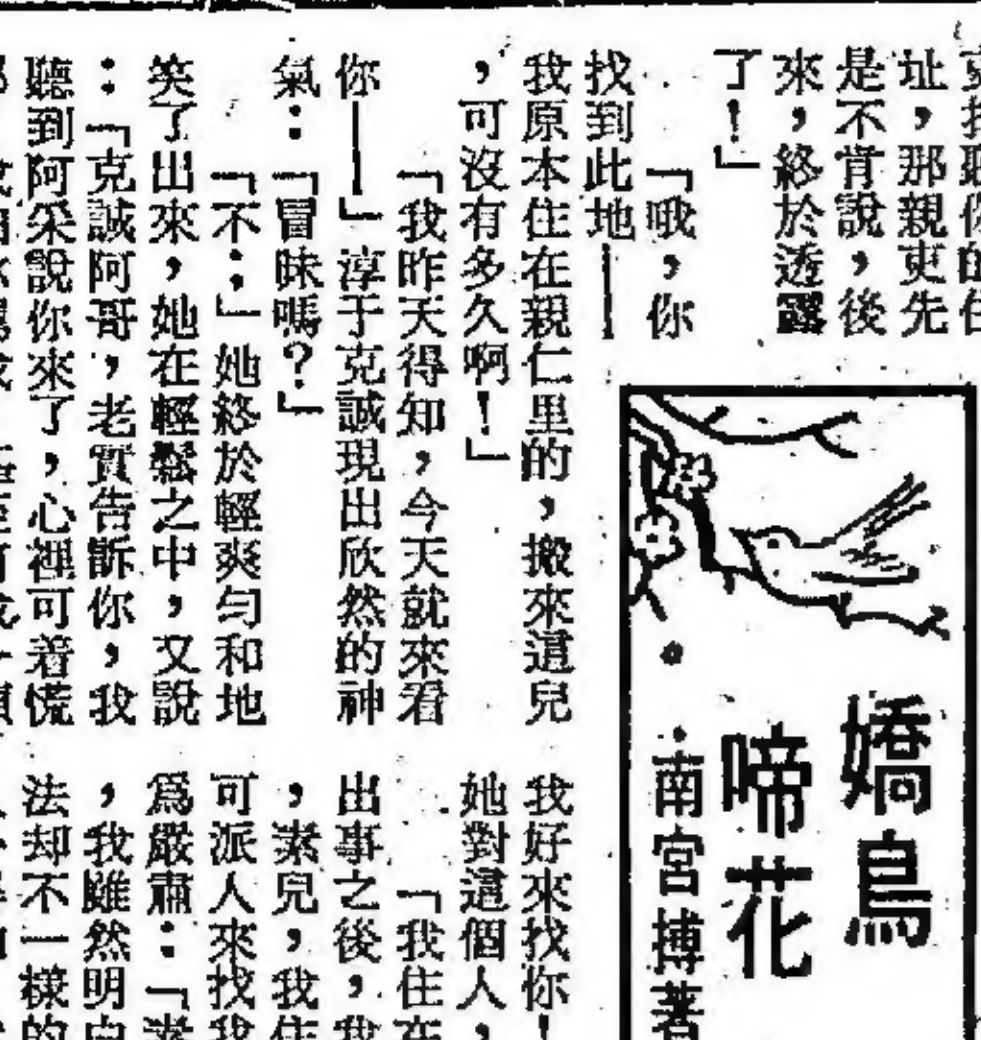 址，那親吏先
是不肯說，後
來，終於透露
了！」
「哦，你
找到此地——
我原本住在親仁里的，搬來這兒
，可沒有多久啊！」
「我昨天得知，今天就來看
你——」淳于克誠現出欣然的神
氣：「冒昧嗎？」
「不；」她終於輕爽勻和地
笑了出來，她在輕鬆之中，又說
：「克誠阿哥，老實告訴你，我
聽到阿采說你來了，心裡可着慌
嬌鳥
啼花
·南宮搏著
我好來找你！
她對這個人，
「我住在
出事之後，我
，素兒，我住
可派人來找我
爲嚴肅：「素
，我雖然明白
法却不一樣的